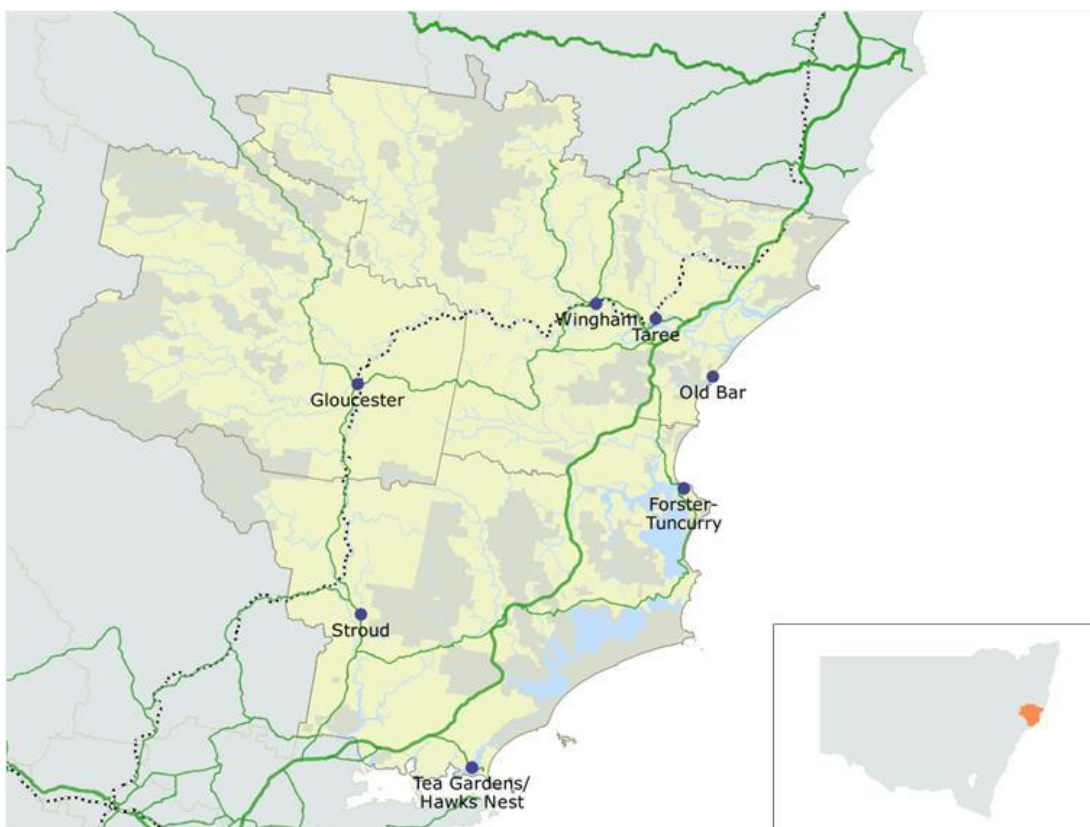 Wingham
Taree
Gloucester
Old Bar
Forster-
Tuncurry
Stroud
Tea Gardens/
Hawks Nest